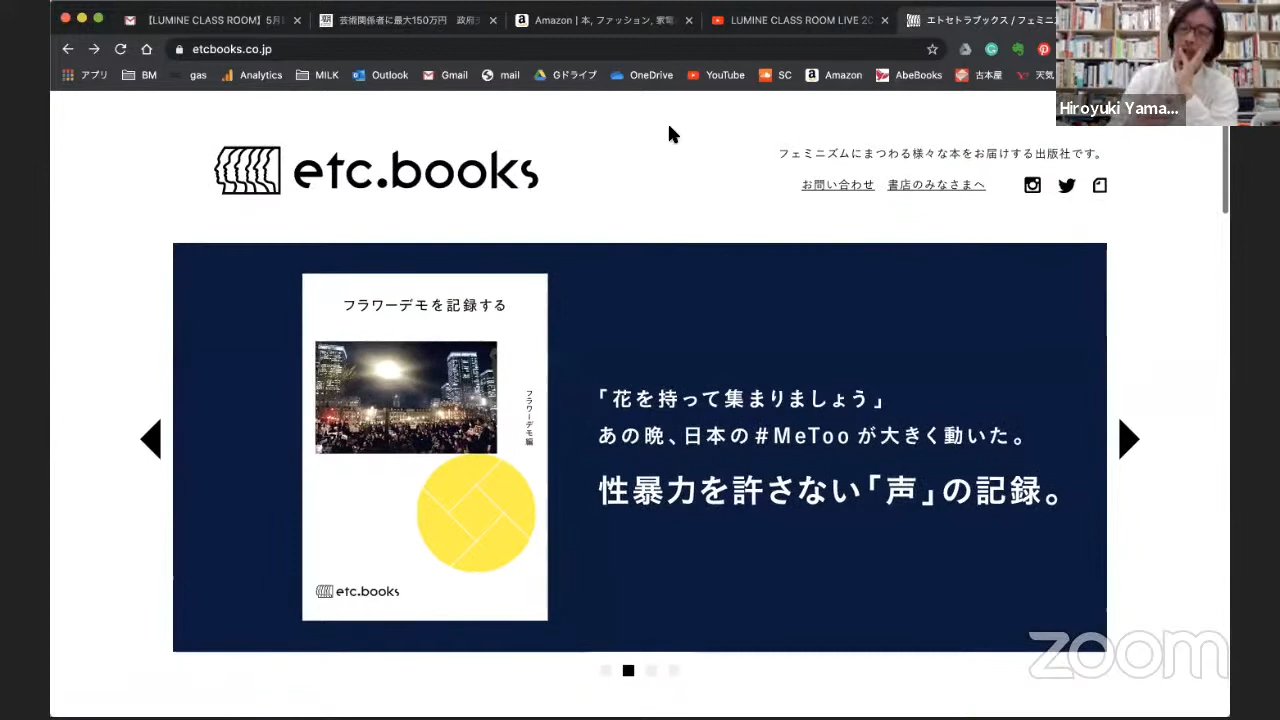 【LUMINE CLASS ROOM】5月
芸術関係者に最大150万円 政府
Amazon | 本, ファッション, 家電
LUMINE CLASS ROOM LIVE 20
エトセトラブックス / フェミニズ
etcbooks.co.jp
アプリ BM gas Analytics MILK Outlook Gmail mail Gドライブ OneDrive YouTube SC Amazon AbeBooks 古本屋 天気
Hiroyuki Yama...
etc.books
フェミニズムにまつわる様々な本をお届けする出版社です。
お問い合わせ 書店のみなさまへ
フラワーデモを記録する
フラワーデモ編
etc.books
「花を持って集まりましょう」
あの晩、日本の#MeTooが大きく動いた。
性暴力を許さない「声」の記録。
zoom